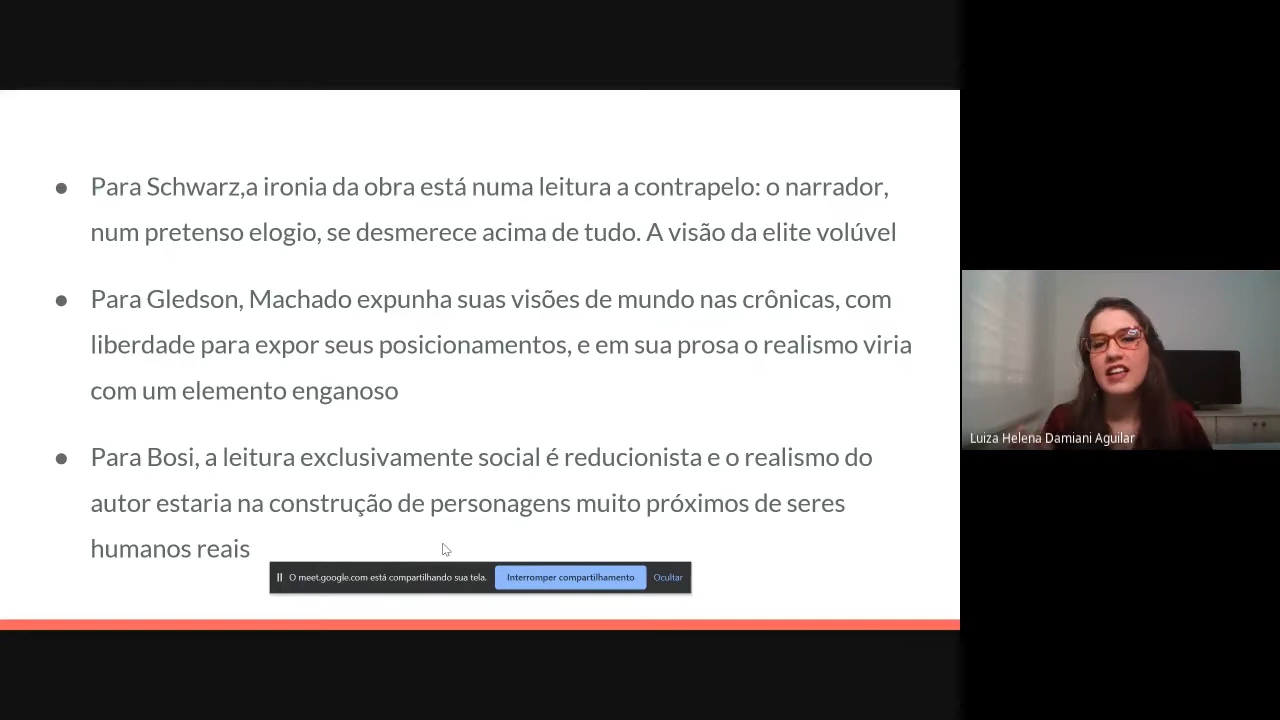 ● Para Schwarz,a ironia da obra está numa leitura a contrapelo: o narrador,
num pretenso elogio, se desmerece acima de tudo. A visão da elite volúvel
● Para Gledson, Machado expunha suas visões de mundo nas crônicas, com
liberdade para expor seus posicionamentos, e em sua prosa o realismo viria
com um elemento enganoso
● Para Bosi, a leitura exclusivamente social é reducionista e o realismo do
autor estaria na construção de personagens muito próximos de seres
humanos reais
O meet.google.com está compartilhando sua tela. Interromper compartilhamento Ocultar
Luiza Helena Damiani Aguilar